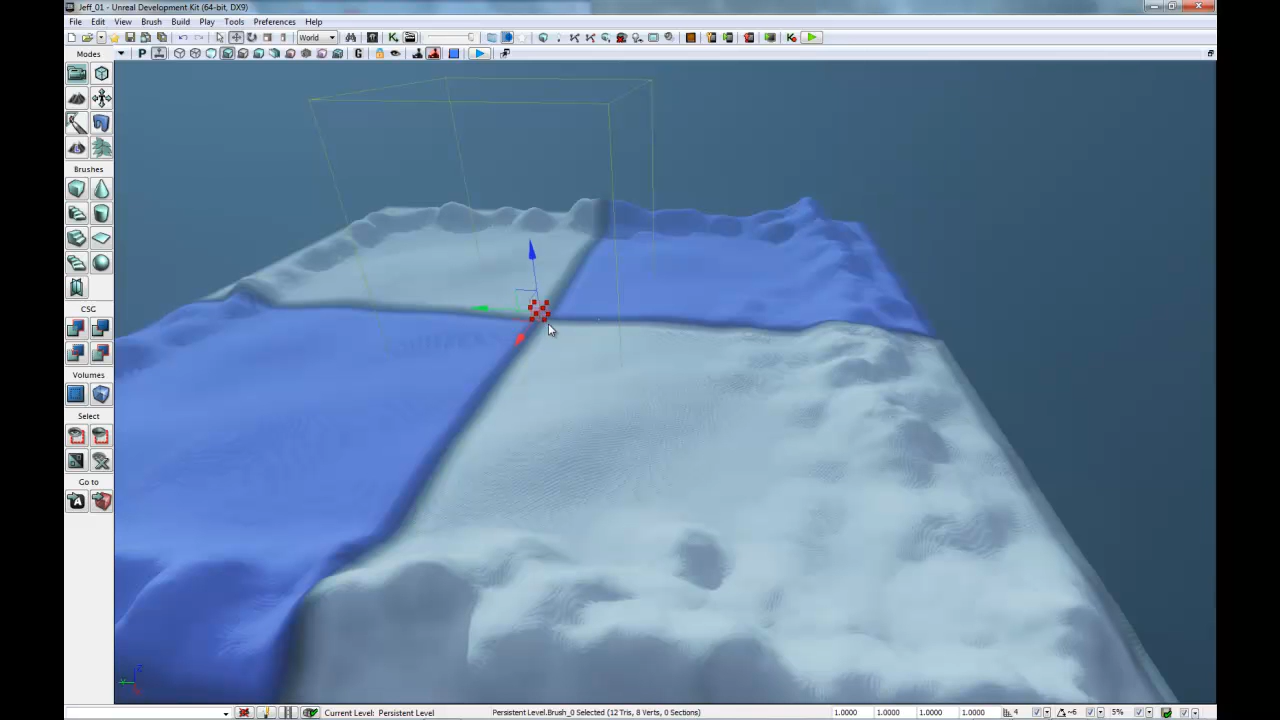 Jeff_01 - Unreal Development Kit (64-bit, DX9)
File Edit View Brush Build Play Tools Preferences Help
World
Modes
P G
Brushes
CSG
Volumes
Select
Go to
Current Level: Persistent Level Persistent Level.Brush_0 Selected (12 Tris, 8 Verts, 0 Sections) 1.0000 1.0000 1.0000 1.0000 4 ~6 5%